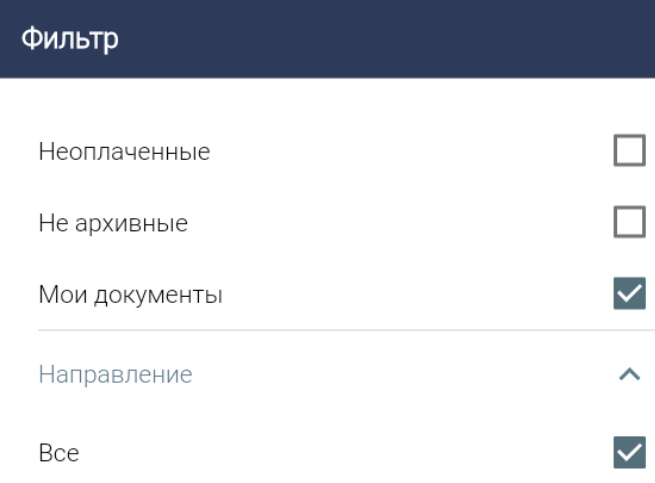 Фильтр
Неоплаченные
Не архивные
Мои документы
Направление
Все